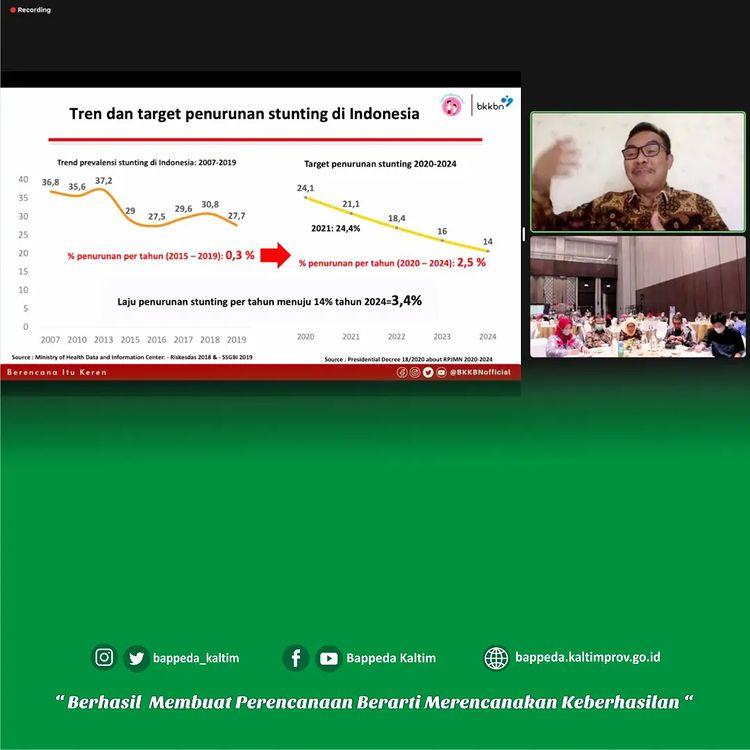 Recording
Tren dan target penurunan stunting di Indonesia
bkkbn
Trend prevalensi stunting di Indonesia: 2007-2019
40
35
30
25
20
15
10
5
0
36,8
35,6
37,2
29
27,5
29,6
30,8
27,7
% penurunan per tahun (2015 – 2019): 0,3 %
2007 2010 2013 2015 2016 2017 2018 2019
Target penurunan stunting 2020-2024
24,1
21,1
18,4
16
14
2021: 24,4%
% penurunan per tahun (2020 – 2024): 2,5 %
2020 2021 2022 2023 2024
Laju penurunan stunting per tahun menuju 14% tahun 2024=3,4%
Source : Ministry of Health Data and Information Center: - Riskesdas 2018 & - SSGBI 2019
Source : Presidential Decree 18/2020 about RPJMN 2020-2024
Berencana Itu Keren
@BKKBNofficial
bappeda_kaltim
Bappeda Kaltim
bappeda.kaltimprov.go.id
“ Berhasil Membuat Perencanaan Berarti Merencanakan Keberhasilan “